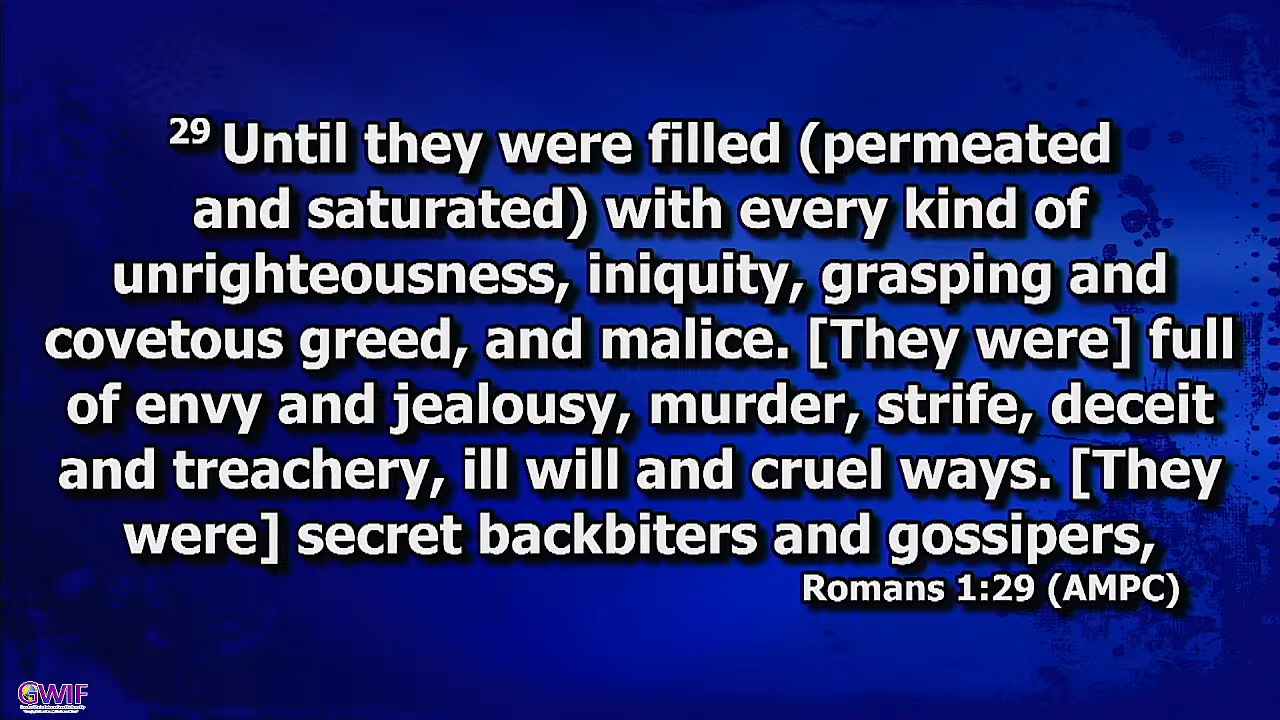 29 Until they were filled (permeated
and saturated) with every kind of
unrighteousness, iniquity, grasping and
covetous greed, and malice. [They were] full
of envy and jealousy, murder, strife, deceit
and treachery, ill will and cruel ways. [They
were] secret backbiters and gossipers,
Romans 1:29 (AMPC)
GWIF